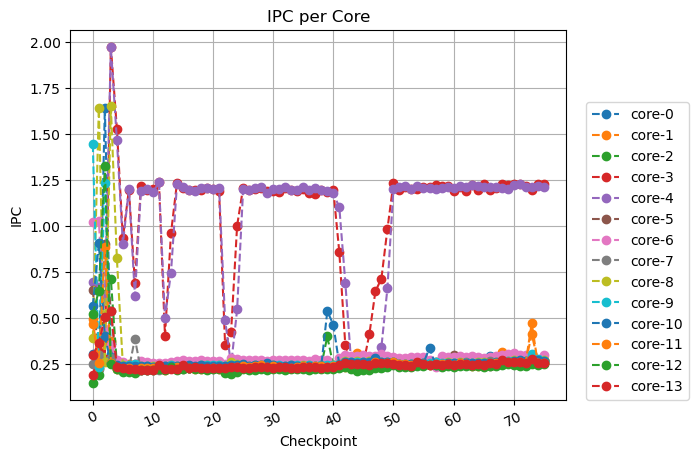 IPC per Core
2.00
1.75
1.50
1.25
1.00
0.75
0.50
0.25
IPC
0
10
20
30
40
50
60
70
Checkpoint
core-0
core-1
core-2
core-3
core-4
core-5
core-6
core-7
core-8
core-9
core-10
core-11
core-12
core-13